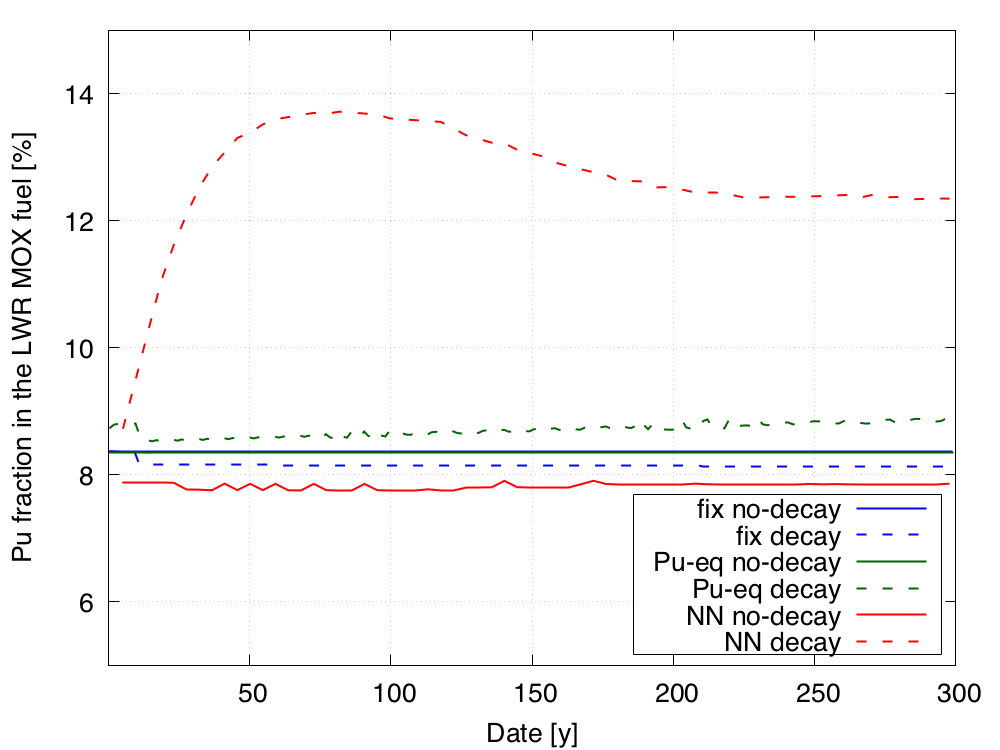 Pu fraction in the LWR MOX fuel [%]
14
12
10
8
6
fix no-decay
fix decay
Pu-eq no-decay
Pu-eq decay
NN no-decay
NN decay
50
100
150
200
250
300
Date [y]